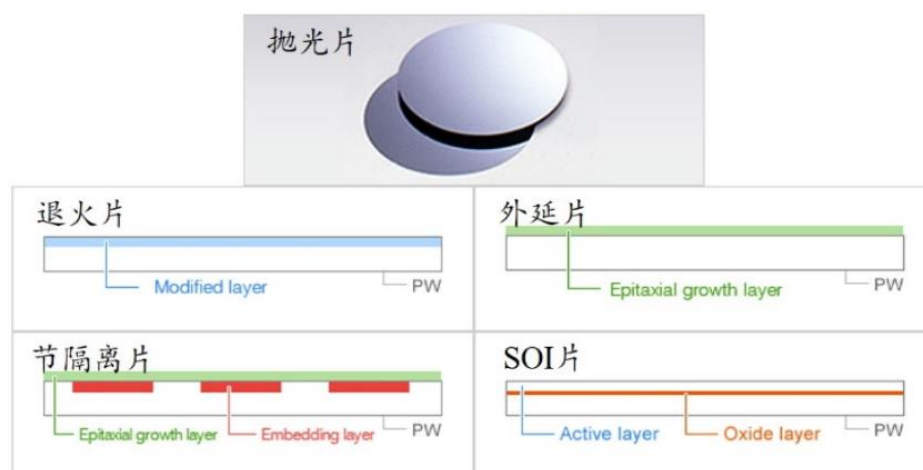 抛光片
退火片
Modified layer
PW
外延片
Epitaxial growth layer
PW
节隔离片
Epitaxial growth layer
Embedding layer
PW
SOI片
Active layer
Oxide layer
PW